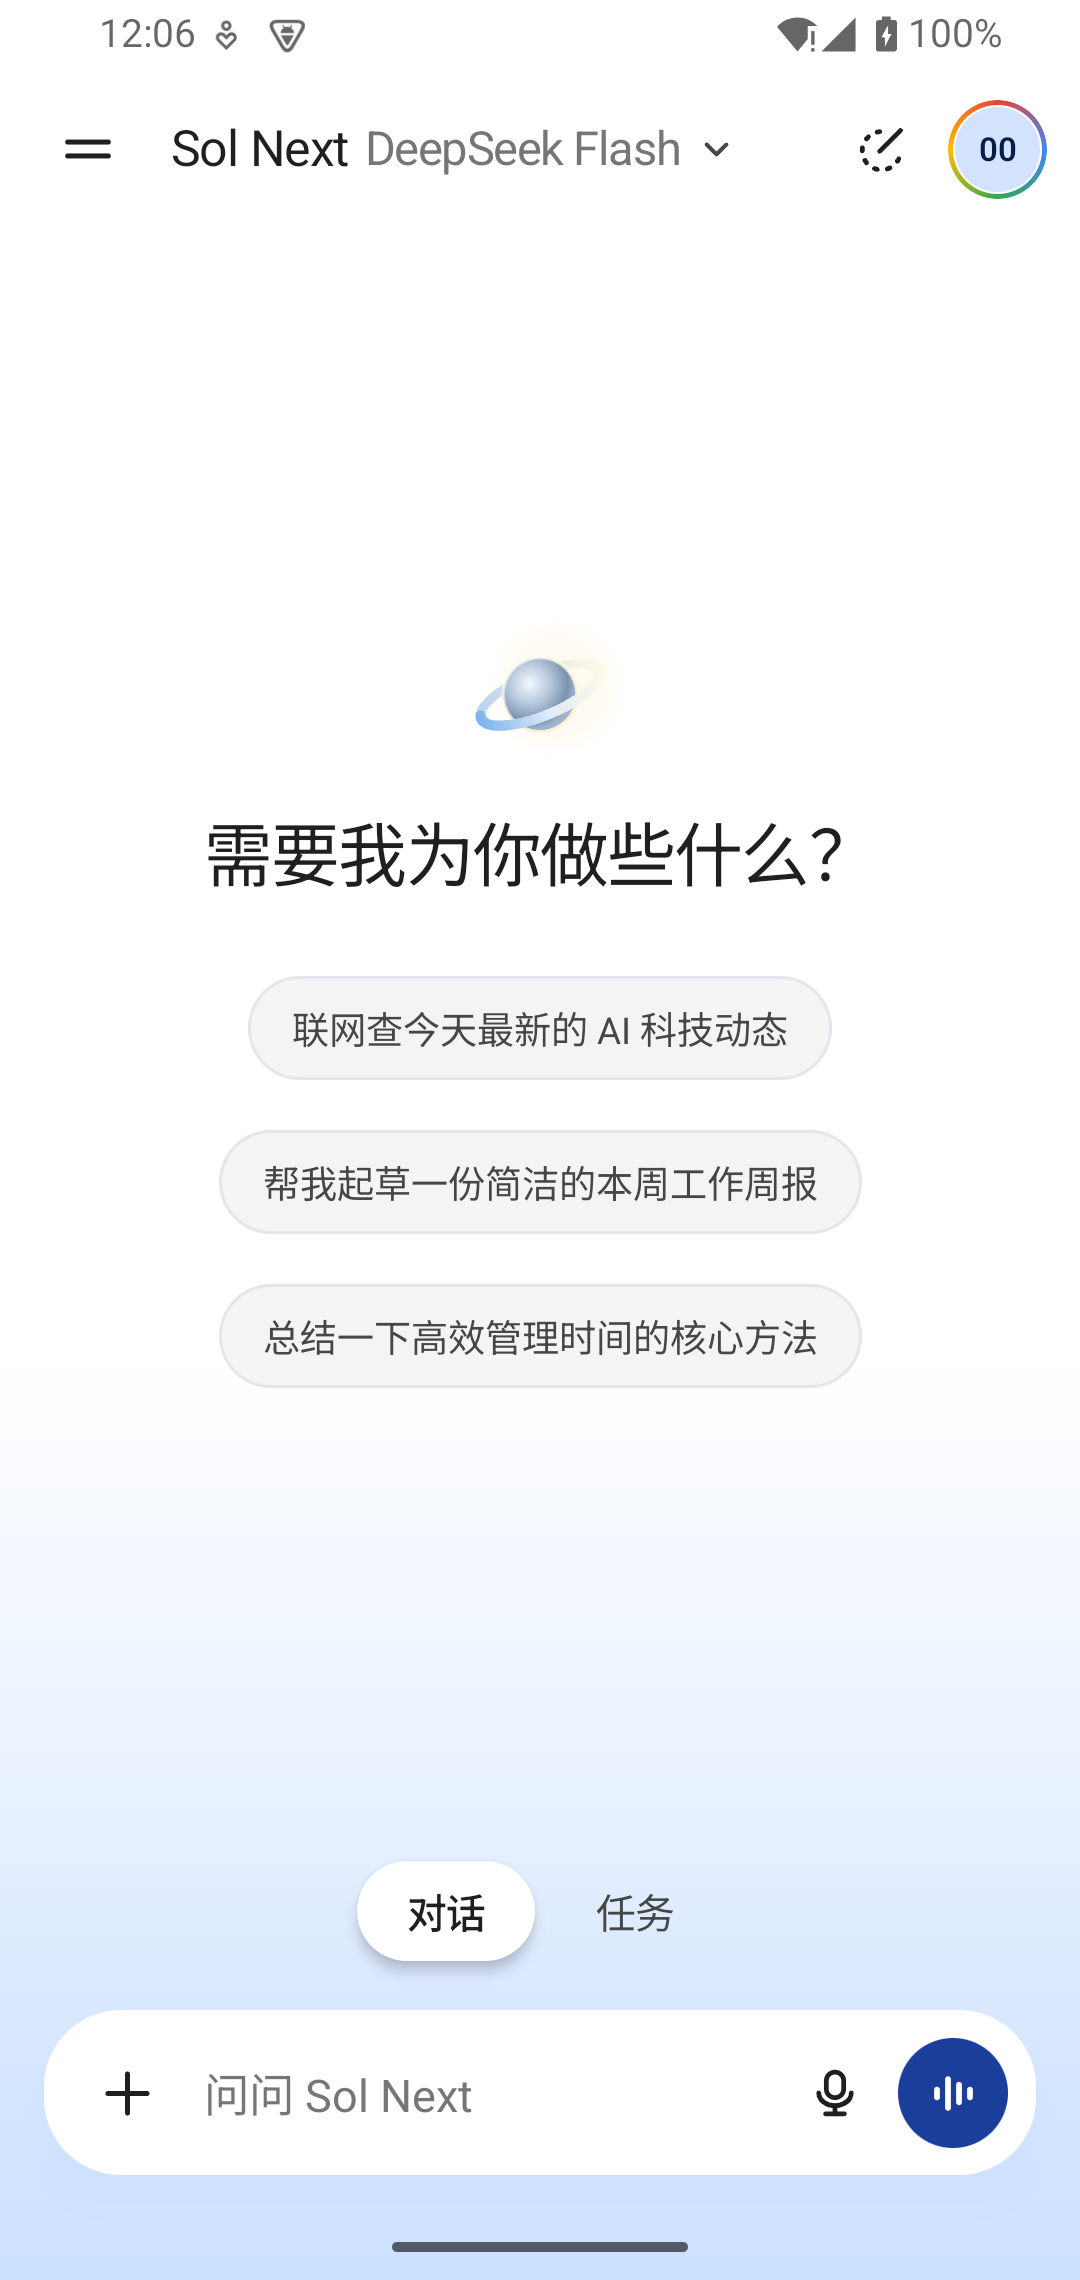 12:06 100%
Sol Next DeepSeek Flash
00
需要我为你做些什么？
联网查今天最新的 AI 科技动态
帮我起草一份简洁的本周工作周报
总结一下高效管理时间的核心方法
对话 任务
问问 Sol Next